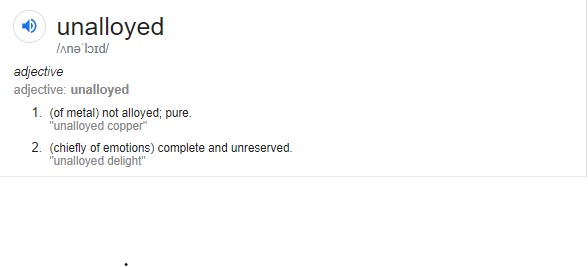 unalloyed
/ʌnəˈlɔɪd/
adjective
adjective: unalloyed
1. (of metal) not alloyed; pure.
"unalloyed copper"
2. (chiefly of emotions) complete and unreserved.
"unalloyed delight"
.